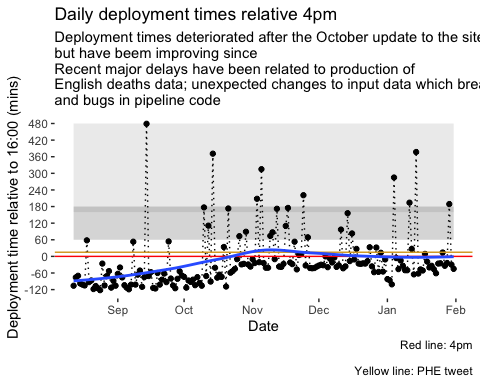 Daily deployment times relative 4pm
Deployment times deteriorated after the October update to the site
but have beem improving since
Recent major delays have been related to production of
English deaths data; unexpected changes to input data which brea
and bugs in pipeline code
Deployment time relative to 16:00 (mins)
480
420
360
300
240
180
120
60
0
-60
-120
Sep Oct Nov Dec Jan Feb
Date
Red line: 4pm
Yellow line: PHE tweet